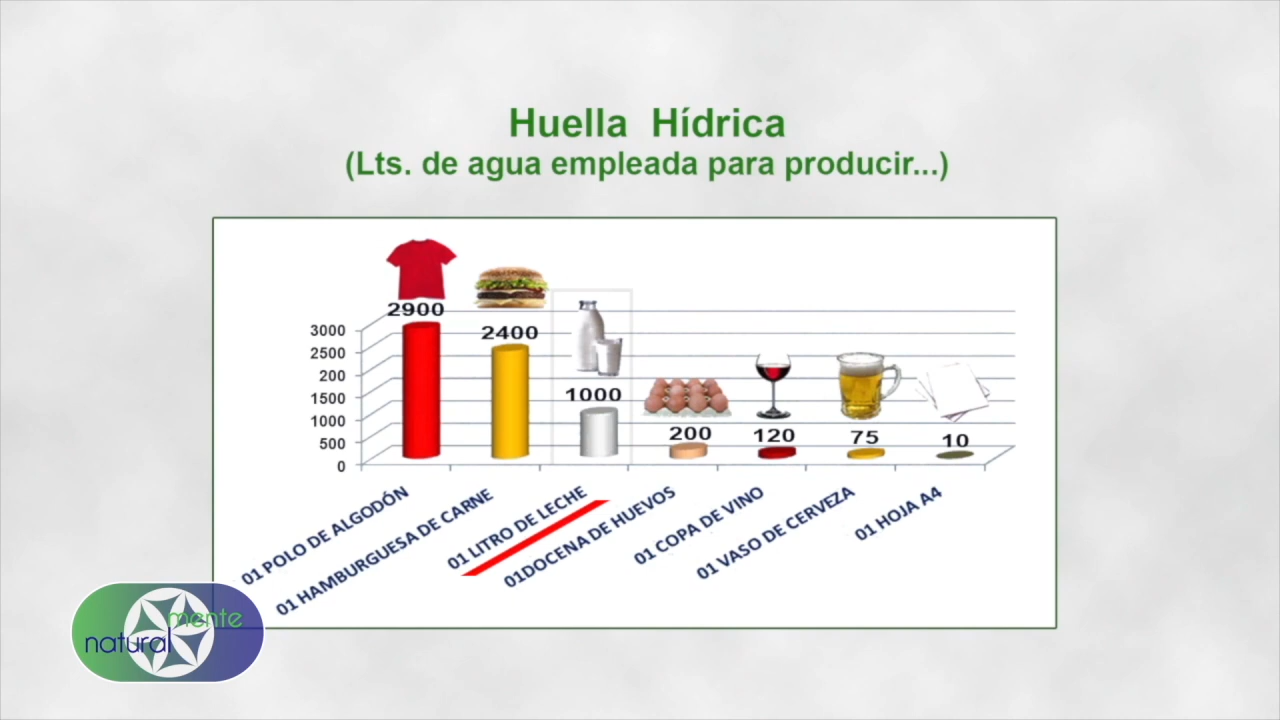 Huella Hídrica
(Lts. de agua empleada para producir...)
2900
2400
1000
200
120
75
10
3000
2500
200
1500
1000
500
0
01 POLO DE ALGODÓN
01 HAMBURGUESA DE CARNE
01 LITRO DE LECHE
01DOCENA DE HUEVOS
01 COPA DE VINO
01 VASO DE CERVEZA
01 HOJA A4
mente
natural